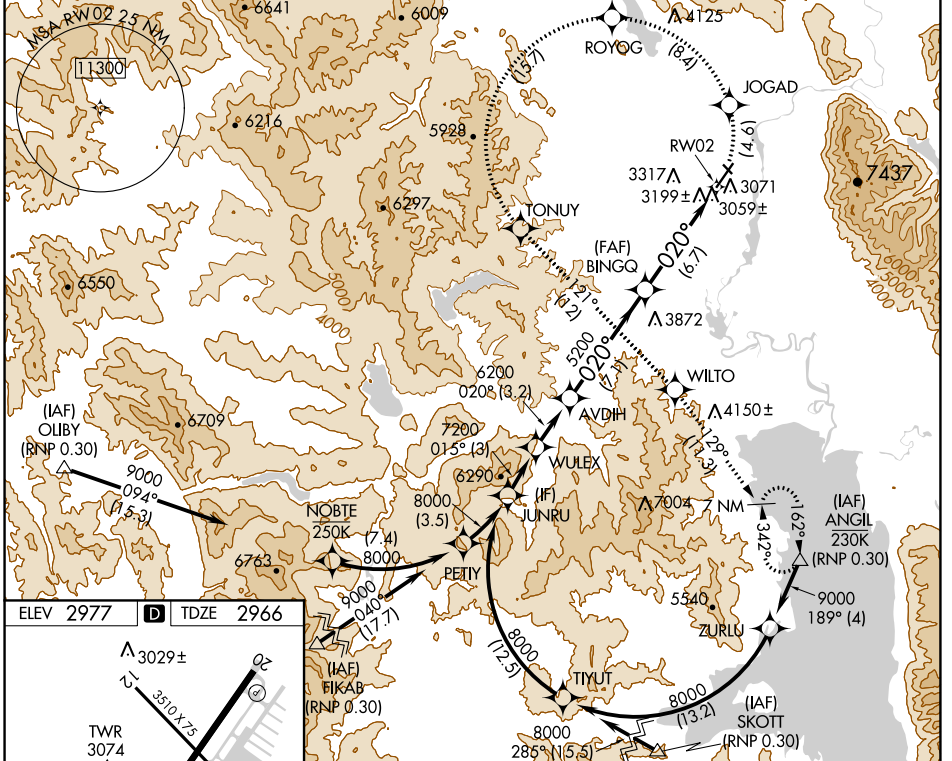 MSA RW02 25 NM
11300
6641
6009
4125
ROYOG
(15.7)
(8.4)
JOGAD
(4.6)
6216
5928
RW02
3317
3199±
3071
3059±
7437
6297
TONUY
(FAF)
BINGQ
020°
(6.7)
6550
4000
4000
6000
5000
121°
(12)
3872
5200
020°
(7.1)
6200
020° (3.2)
WILTO
AVDIH
4150±
129°
(11.3)
(IAF)
OLIBY
(RNP 0.30)
6709
7200
015° (3)
WULEX
6290
9000
094°
(15.3)
8000
(3.5)
(IF)
JUNRU
7004
7 NM
162°
342°
(IAF)
ANGIL
230K
(RNP 0.30)
NOBTE
250K
(7.4)
8000
6763
PETIY
9000
040°
(17.7)
5540
9000
189° (4)
ZURLU
ELEV 2977
D
TDZE 2966
3029±
20
P
12
3510 X 75
TWR
3074
(IAF)
FIKAB
(RNP 0.30)
8000
(12.5)
TIYUT
8000
(13.2)
(IAF)
SKOTT
(RNP 0.30)
8000
285° (15.5)